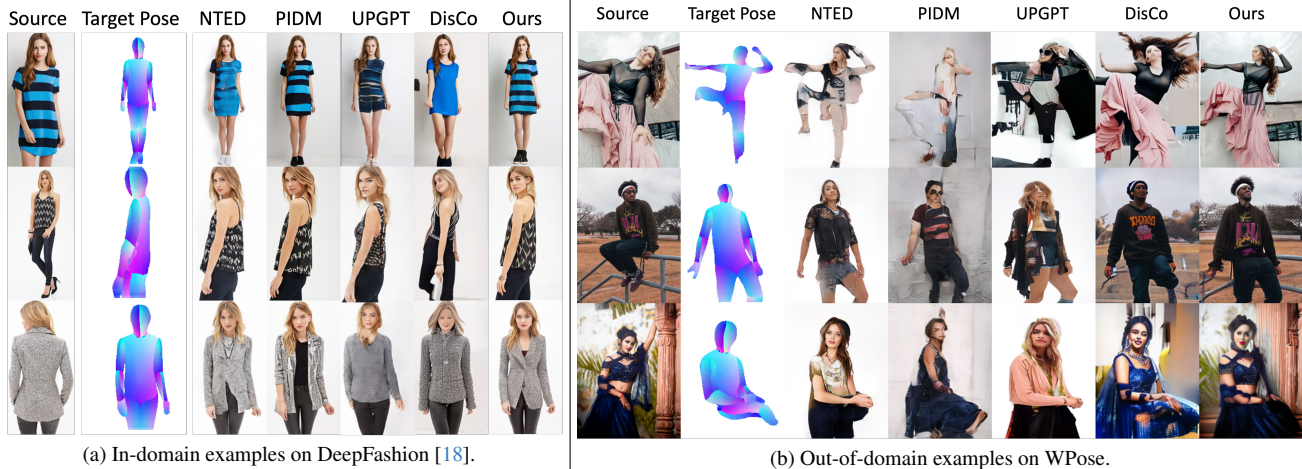 Source Target Pose NTED PIDM UPGPT DisCo Ours
(a) In-domain examples on DeepFashion [18].
Source Target Pose NTED PIDM UPGPT DisCo Ours
(b) Out-of-domain examples on WPose.